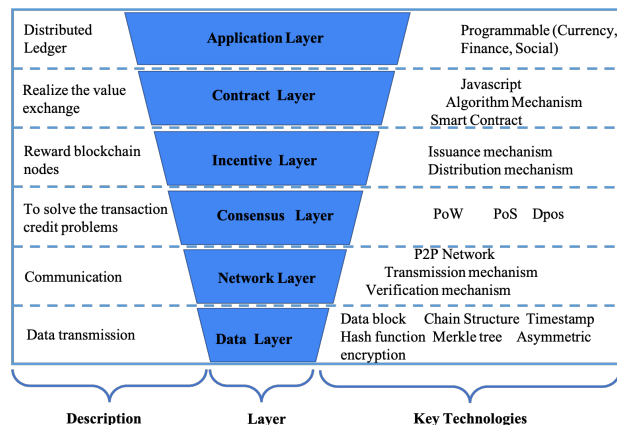 Distributed
Ledger
Application Layer
Programmable (Currency,
Finance, Social)
Realize the value
exchange
Contract Layer
Javascript
Algorithm Mechanism
Smart Contract
Reward blockchain
nodes
Incentive Layer
Issuance mechanism
Distribution mechanism
To solve the transaction
credit problems
Consensus Layer
PoW PoS Dpos
Communication
Network Layer
P2P Network
Transmission mechanism
Verification mechanism
Data transmission
Data Layer
Data block Chain Structure Timestamp
Hash function Merkle tree Asymmetric
encryption
Description
Layer
Key Technologies